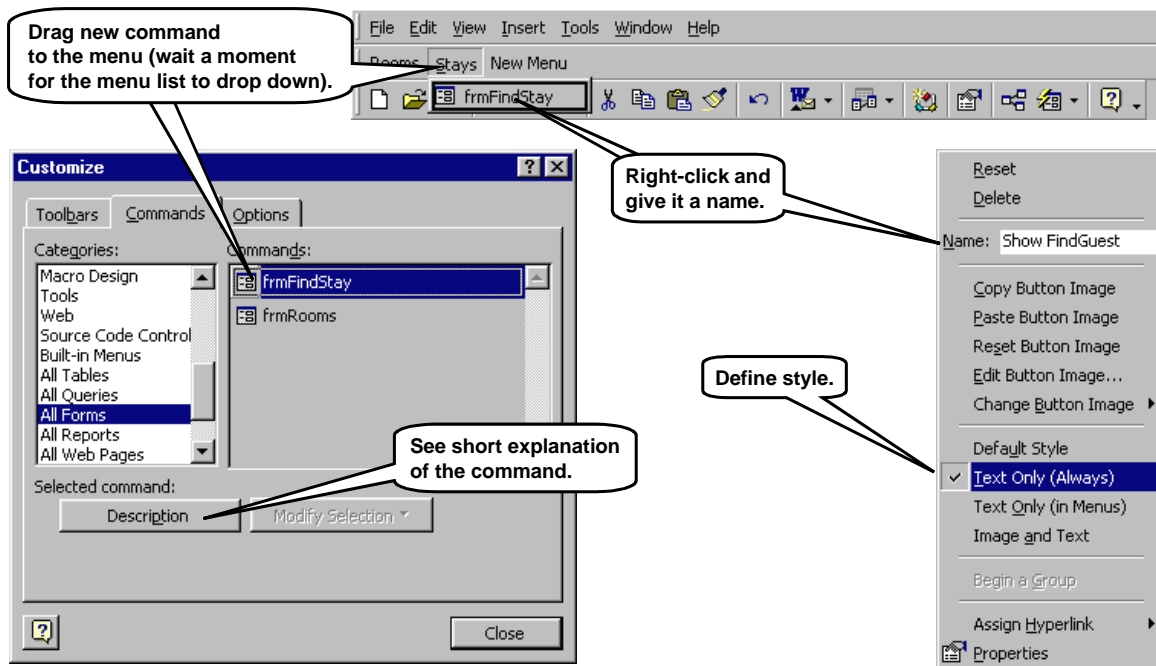 Drag new command
to the menu (wait a moment
for the menu list to drop down).
File Edit View Insert Tools Window Help
Rooms Stays New Menu
frmFindStay
Customize
Toolbars Commands Options
Categories:
Commands:
Macro Design
Tools
Web
Source Code Control
Built-in Menus
All Tables
All Queries
All Forms
All Reports
All Web Pages
frmFindStay
frmRooms
See short explanation
of the command.
Selected command:
Description
Modify Selection
Close
Right-click and
give it a name.
Define style.
Reset
Delete
Name: Show FindGuest
Copy Button Image
Paste Button Image
Reset Button Image
Edit Button Image...
Change Button Image
Default Style
Text Only (Always)
Text Only (in Menus)
Image and Text
Begin a Group
Assign Hyperlink
Properties